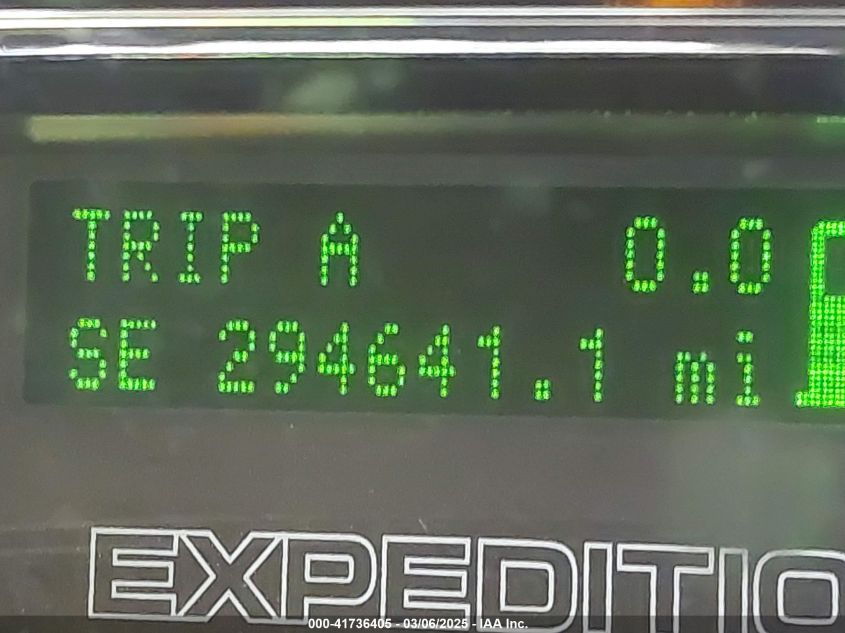 TRIP A 0.0
SE 294641.1 mi
EXPEDITIO
000-41736405 - 03/06/2025 - IAA Inc.